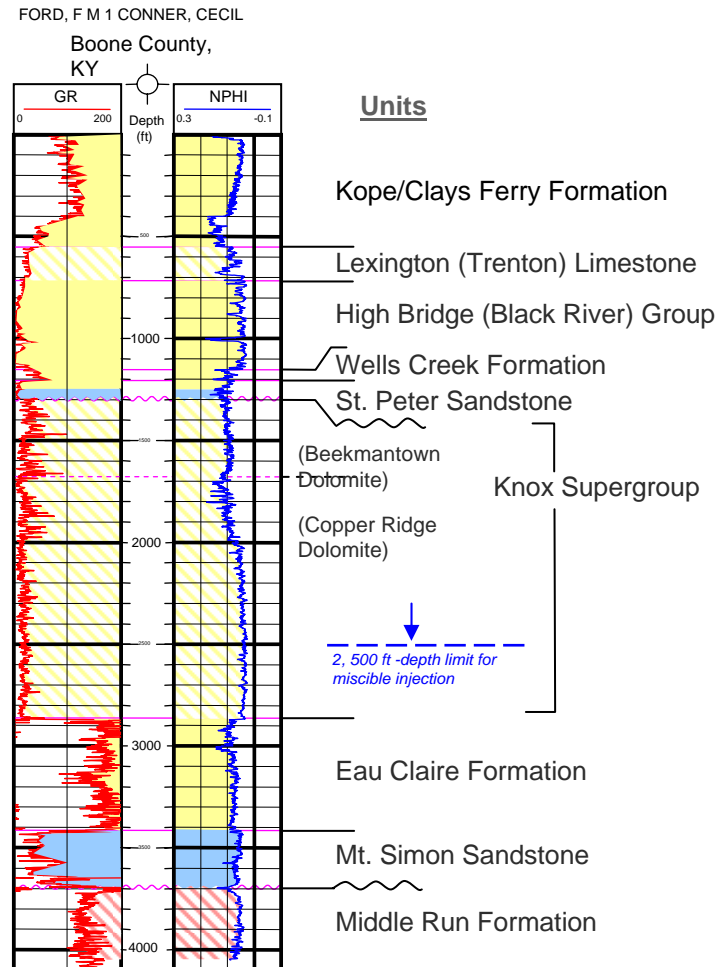 FORD, F M 1 CONNER, CECIL
Boone County,
KY
GR
NPHI
Units
0
200
Depth
(ft)
0.3
-0.1
Kope/Clays Ferry Formation
500
Lexington (Trenton) Limestone
High Bridge (Black River) Group
1000
Wells Creek Formation
St. Peter Sandstone
1500
(Beekmantown
Dolomite)
Knox Supergroup
(Copper Ridge
Dolomite)
2000
2500
2, 500 ft -depth limit for
miscible injection
3000
Eau Claire Formation
3500
Mt. Simon Sandstone
Middle Run Formation
4000